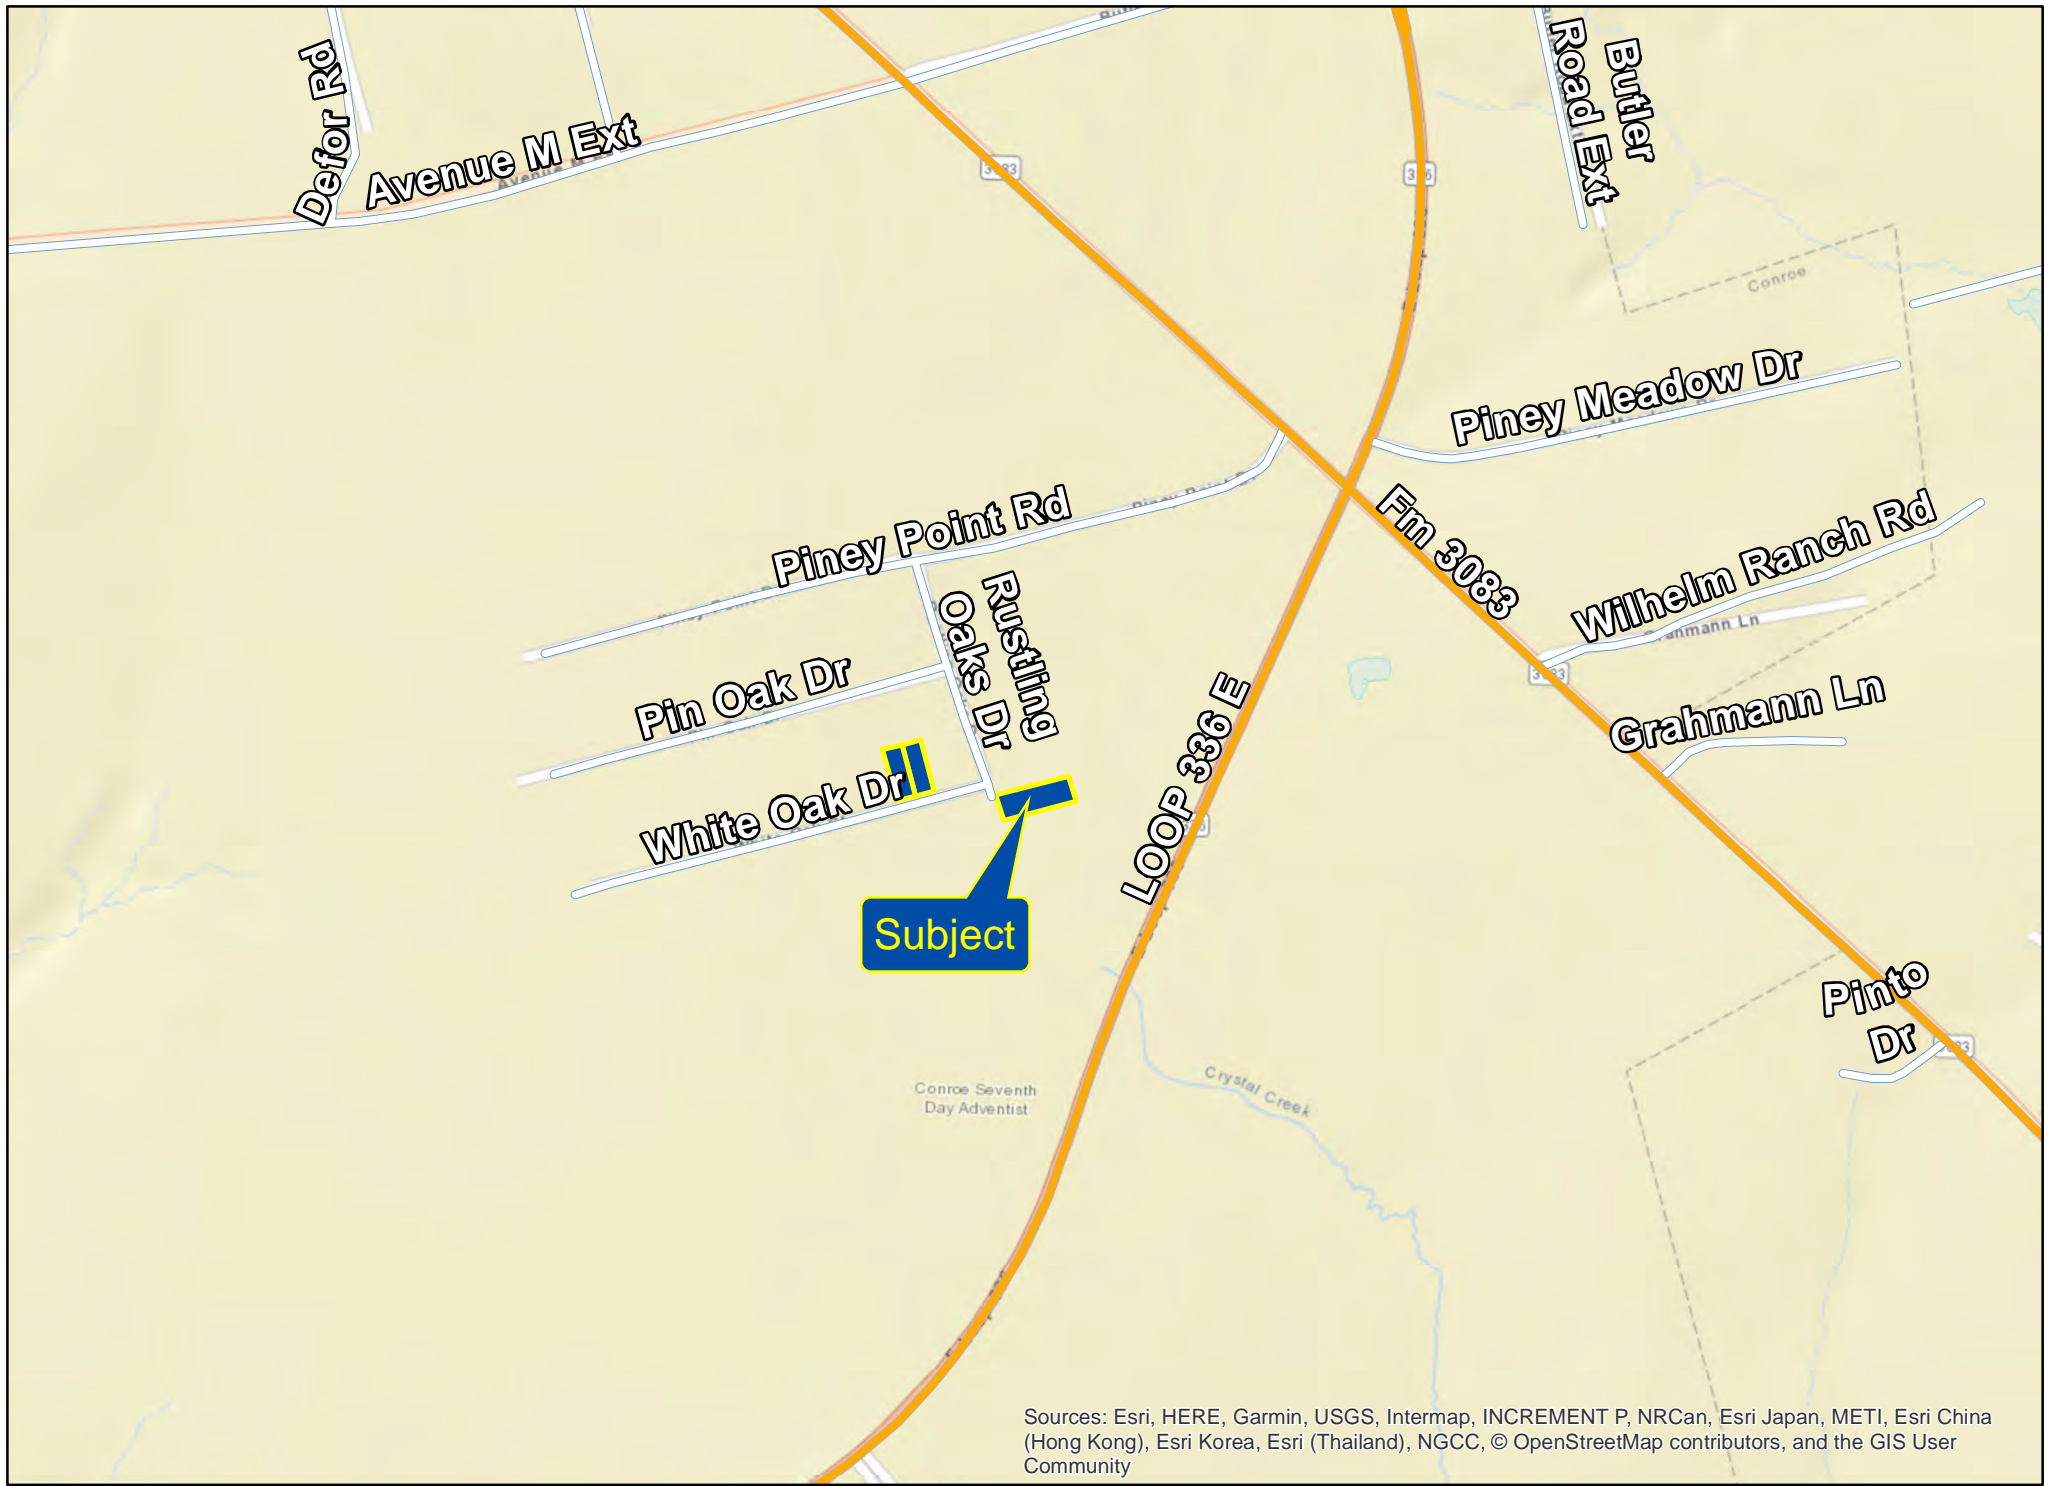 Defor Rd
Avenue M Ext
Butler
Road Ext
Conroe
Piney Meadow Dr
Piney Point Rd
Fm 3083
Wilhelm Ranch Rd
Grahmann Ln
Rustling
Oaks Dr
Pin Oak Dr
LOOP 336 E
Grahmann Ln
White Oak Dr
Subject
Pinto
Dr
Conroe Seventh
Day Adventist
Crystal Creek
Sources: Esri, HERE, Garmin, USGS, Intermap, INCREMENT P, NRCan, Esri Japan, METI, Esri China
(Hong Kong), Esri Korea, Esri (Thailand), NGCC, © OpenStreetMap contributors, and the GIS User
Community